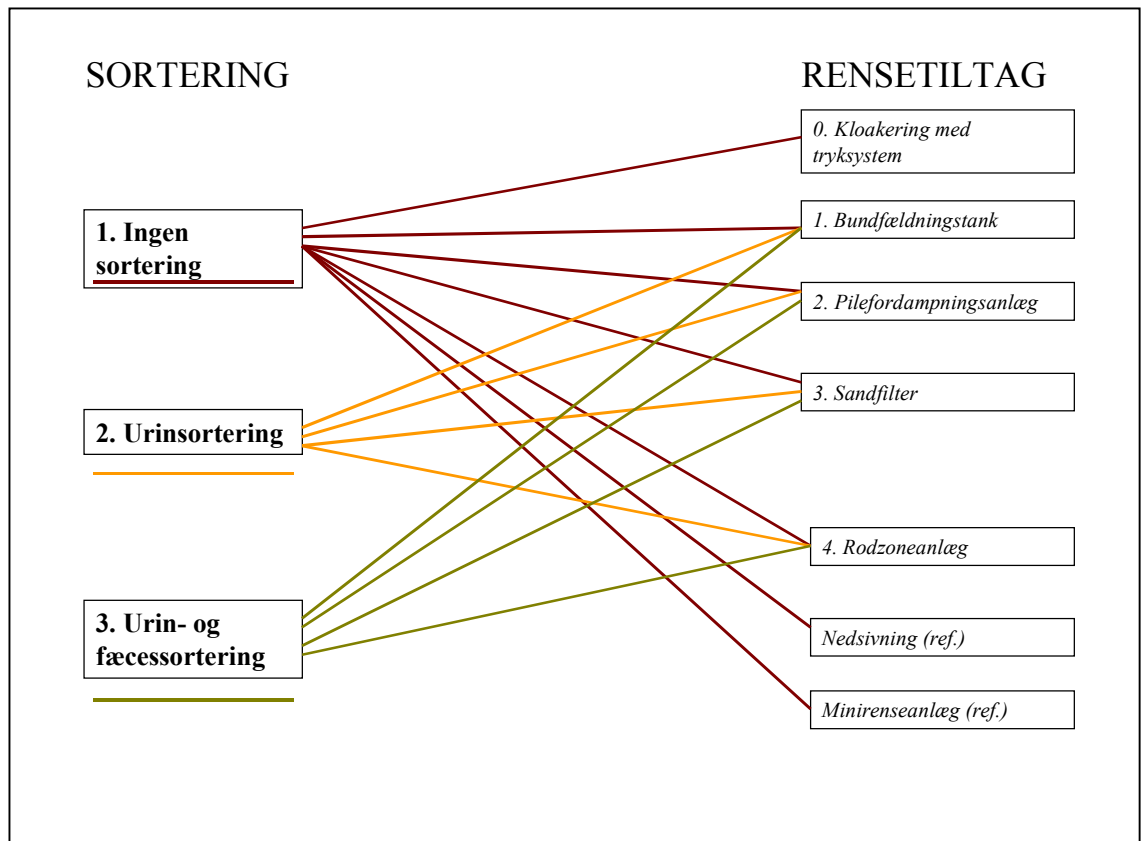 SORTERING
1. Ingen
sortering
2. Urinsortering
3. Urin- og
fæcessortering
RENSETILTAG
0. Kloakering med
tryksystem
1. Bundfældningstank
2. Pilefordampningsanlæg
3. Sandfilter
4. Rodzoneanlæg
Nedsivning (ref.)
Minirenseanlæg (ref.)